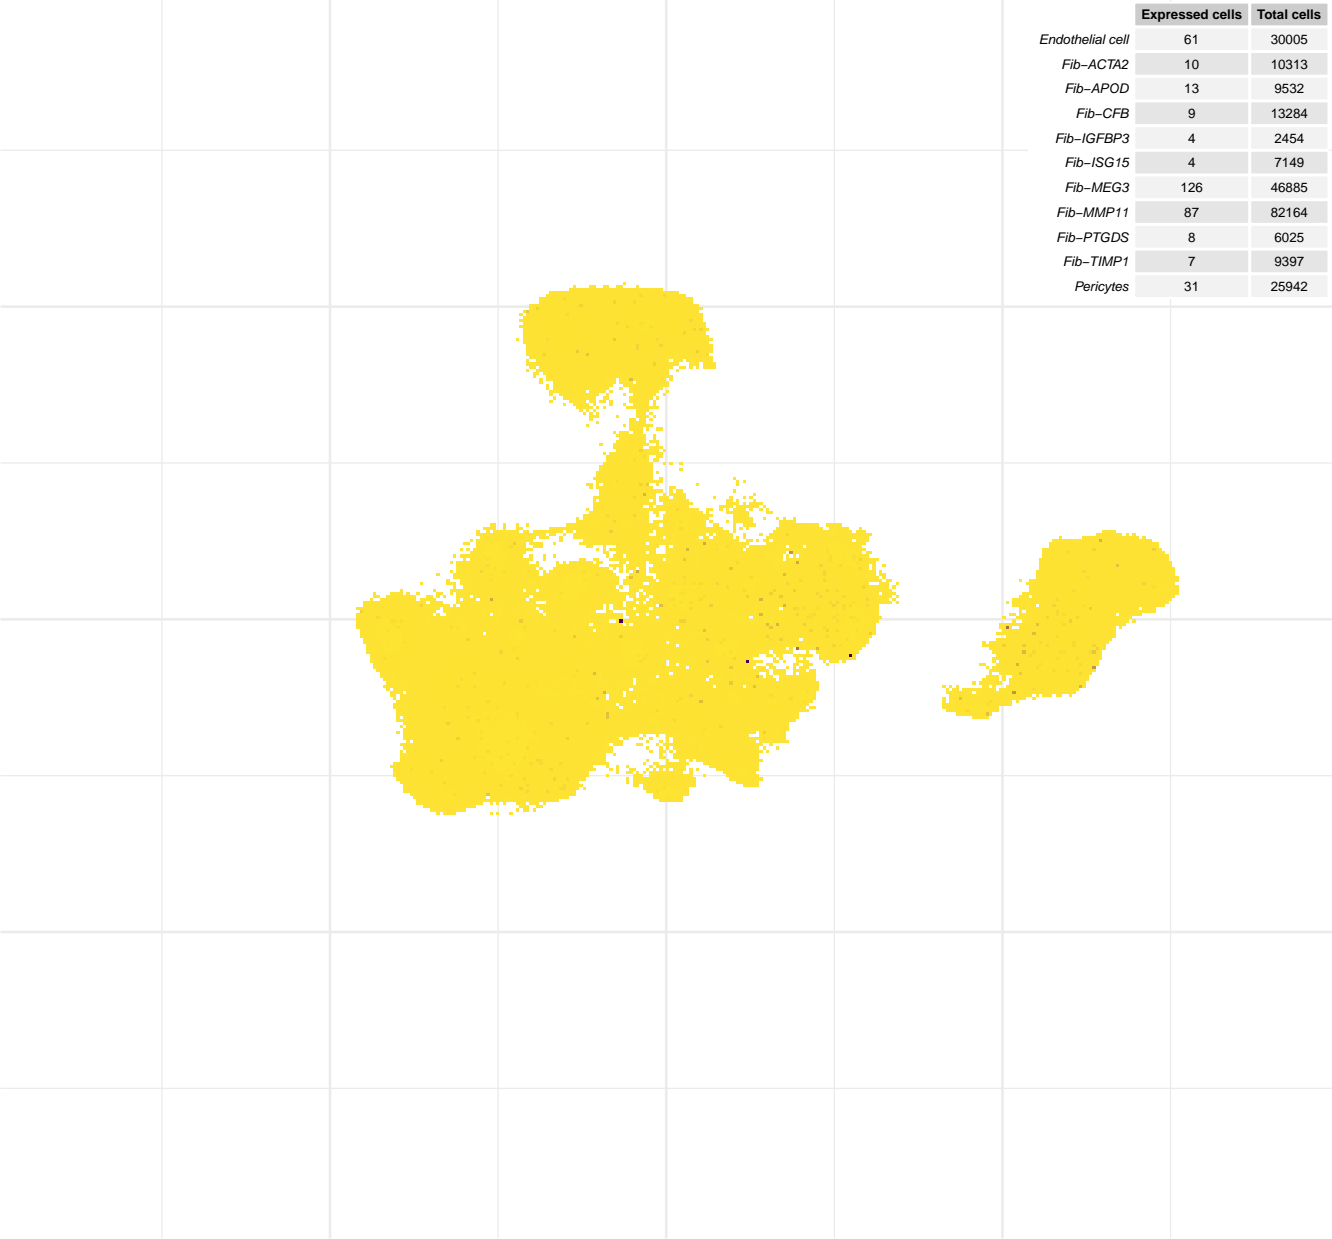 Expressed cells Total cells
Endothelial cell 61 30005
Fib−ACTA2 10 10313
Fib−APOD 13 9532
Fib−CFB 9 13284
Fib−IGFBP3 4 2454
Fib−ISG15 4 7149
Fib−MEG3 126 46885
Fib−MMP11 87 82164
Fib−PTGDS 8 6025
Fib−TIMP1 7 9397
Pericytes 31 25942